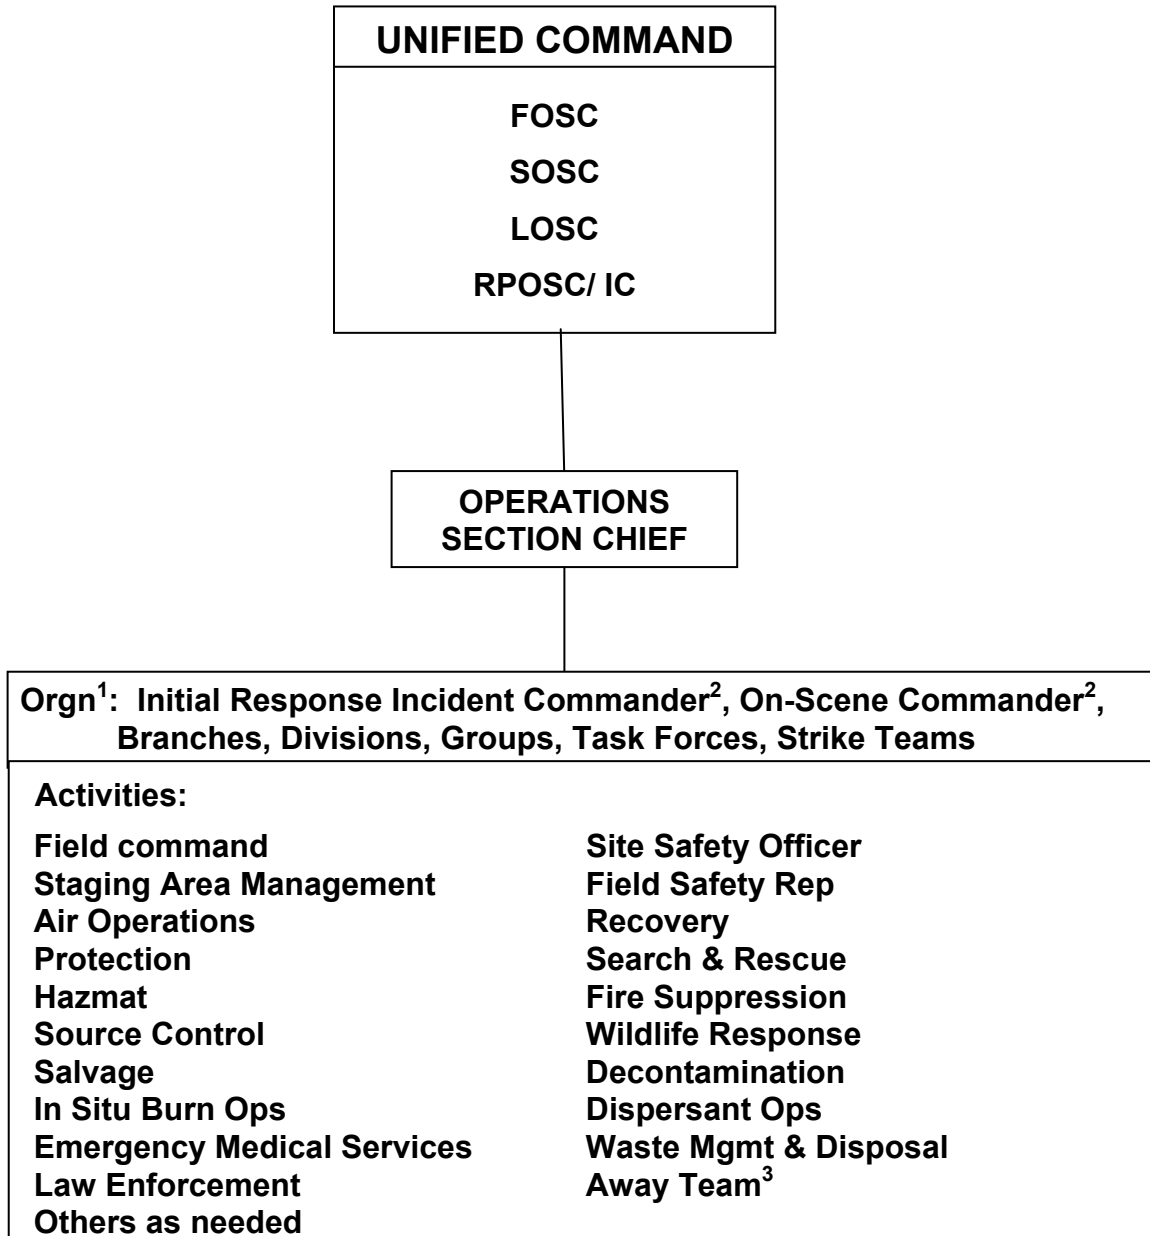 UNIFIED COMMAND
FOSC
SOSC
LOSC
RPOSC/ IC
OPERATIONS
SECTION CHIEF
Orgn¹: Initial Response Incident Commander², On-Scene Commander²,
Branches, Divisions, Groups, Task Forces, Strike Teams
Activities:
Field command
Staging Area Management
Air Operations
Protection
Hazmat
Source Control
Salvage
In Situ Burn Ops
Emergency Medical Services
Law Enforcement
Others as needed
Site Safety Officer
Field Safety Rep
Recovery
Search & Rescue
Fire Suppression
Wildlife Response
Decontamination
Dispersant Ops
Waste Mgmt & Disposal
Away Team³